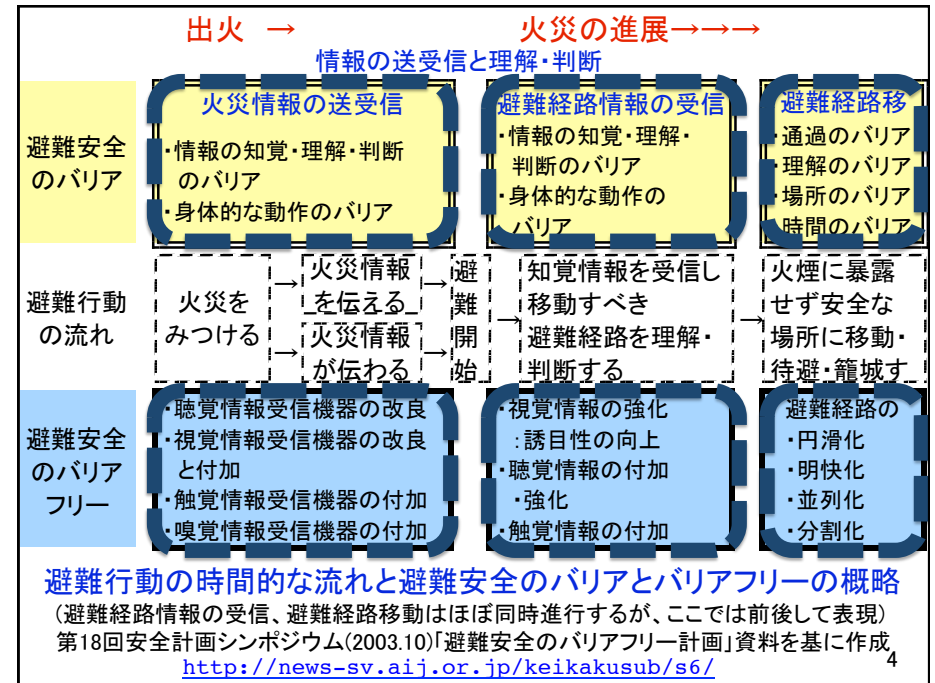 出火 →
火災の進展→→→
情報の送受信と理解・判断
避難安全
のバリア
火災情報の送受信
・情報の知覚・理解・判断
のバリア
・身体的な動作のバリア
避難経路情報の受信
・情報の知覚・理解・
判断のバリア
・身体的な動作の
バリア
避難経路移
・通過のバリア
・理解のバリア
・場所のバリア
・時間のバリア
避難行動
の流れ
火災を
みつける
→
火災情報
を伝える
→
→
火災情報
が伝わる
→
避
難
開
始
→
知覚情報を受信し
移動すべき
避難経路を理解・
判断する
→
火煙に暴露
せず安全な
場所に移動・
待避・籠城す
避難安全
のバリア
フリー
・聴覚情報受信機器の改良
・視覚情報受信機器の改良
と付加
・触覚情報受信機器の付加
・嗅覚情報受信機器の付加
・視覚情報の強化
:誘目性の向上
・聴覚情報の付加
・強化
・触覚情報の付加
避難経路の
・円滑化
・明快化
・並列化
・分割化
避難行動の時間的な流れと避難安全のバリアとバリアフリーの概略
(避難経路情報の受信、避難経路移動はほぼ同時進行するが、ここでは前後して表現)
第18回安全計画シンポジウム(2003.10)「避難安全のバリアフリー計画」資料を基に作成
http://news-sv.aij.or.jp/keikakusub/s6/
4